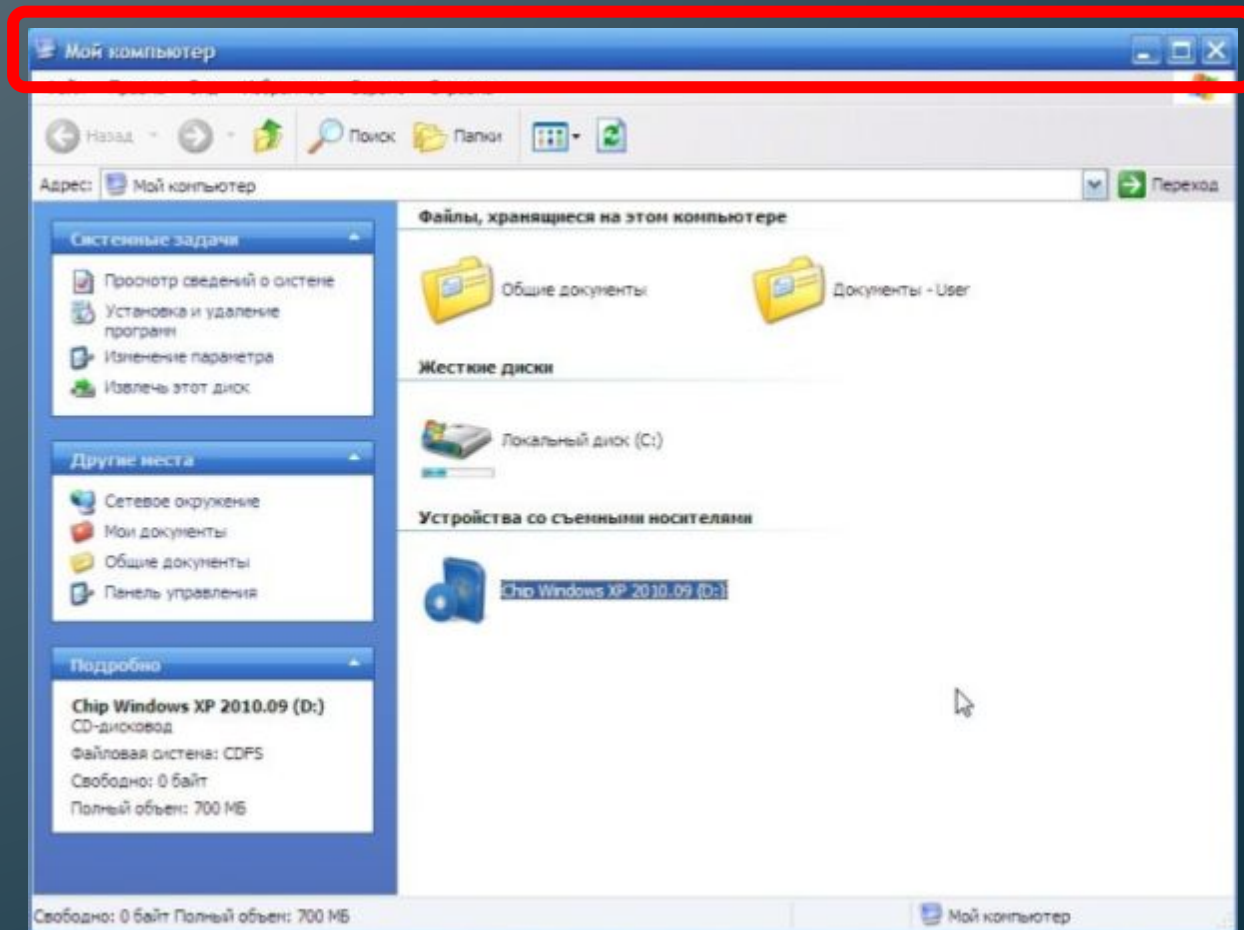 Мой компьютер
Назад
Поиск
Папки
Адрес: Мой компьютер
Переход
Системные задачи
Просмотр сведений о системе
Установка и удаление
программ
Изменение параметра
Извлечь этот диск
Другие места
Сетевое окружение
Мои документы
Общие документы
Панель управления
Подробно
Chip Windows XP 2010.09 (D:)
CD-дисковод
Файловая система: CDFS
Свободно: 0 байт
Полный объем: 700 МБ
Файлы, хранящиеся на этом компьютере
Общие документы
Документы - User
Жесткие диски
Локальный диск (C:)
Устройства со съемными носителями
Chip Windows XP 2010.09 (D:)
Свободно: 0 байт Полный объем: 700 МБ
Мой компьютер